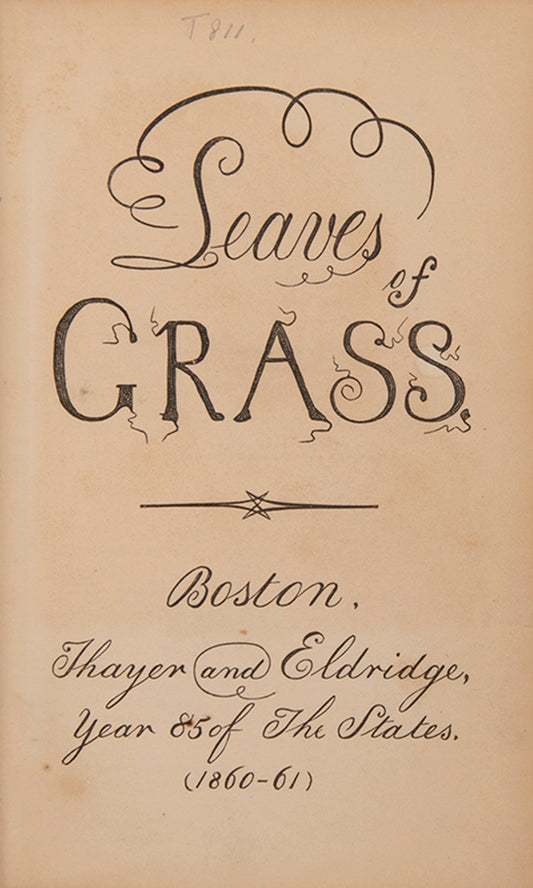 T811.
Leaves
of
GRASS.
Boston,
Thayer and Eldridge,
Year 85 of The States.
(1860-61)